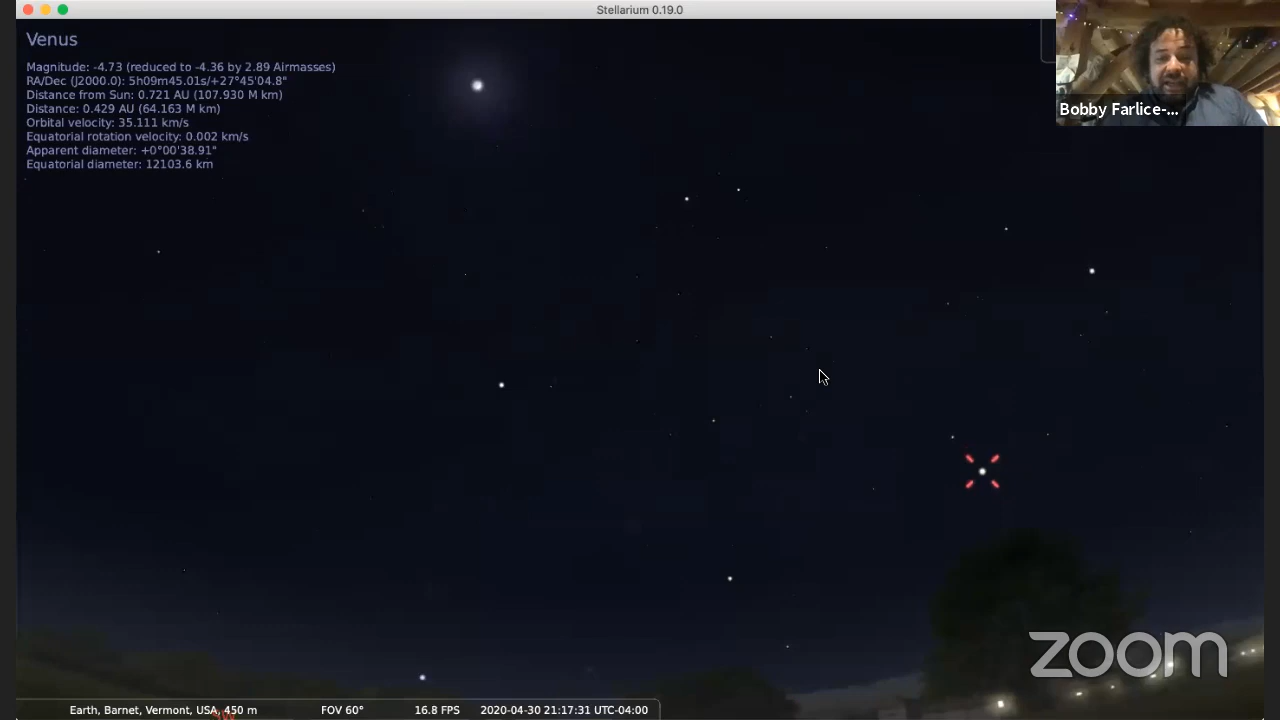 Stellarium 0.19.0
Venus
Magnitude: -4.73 (reduced to -4.36 by 2.89 Airmasses)
RA/Dec (J2000.0): 5h09m45.01s/+27°45'04.8"
Distance from Sun: 0.721 AU (107.930 M km)
Distance: 0.429 AU (64.163 M km)
Orbital velocity: 35.111 km/s
Equatorial rotation velocity: 0.002 km/s
Apparent diameter: +0°00'38.91"
Equatorial diameter: 12103.6 km
Bobby Farlice-...
zoom
Earth, Barnet, Vermont, USA, 450 m FOV 60° 16.8 FPS 2020-04-30 21:17:31 UTC-04:00
W